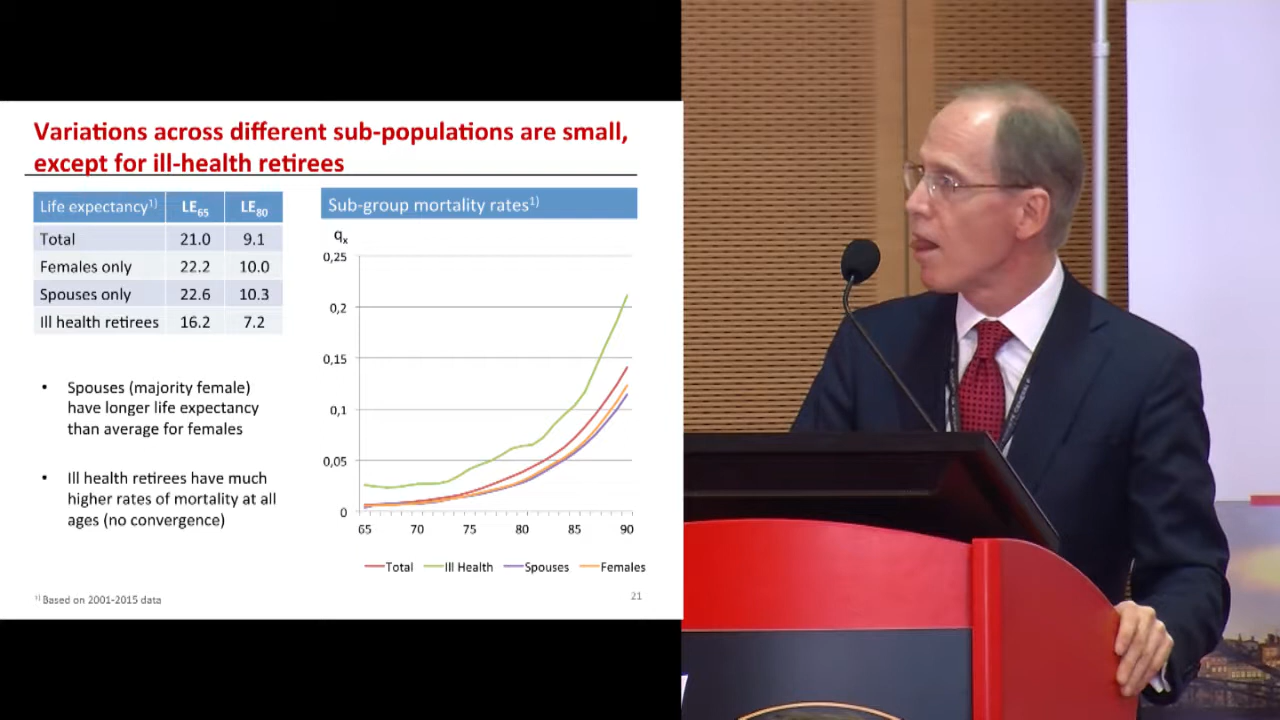 Variations across different sub-populations are small,
except for ill-health retirees
Life expectancy1) LE65 LE80
Total 21.0 9.1
Females only 22.2 10.0
Spouses only 22.6 10.3
Ill health retirees 16.2 7.2
• Spouses (majority female)
have longer life expectancy
than average for females
• Ill health retirees have much
higher rates of mortality at all
ages (no convergence)
1) Based on 2001-2015 data
Sub-group mortality rates1)
qx
0,25
0,2
0,15
0,1
0,05
0
65 70 75 80 85 90
Total Ill Health Spouses Females
21